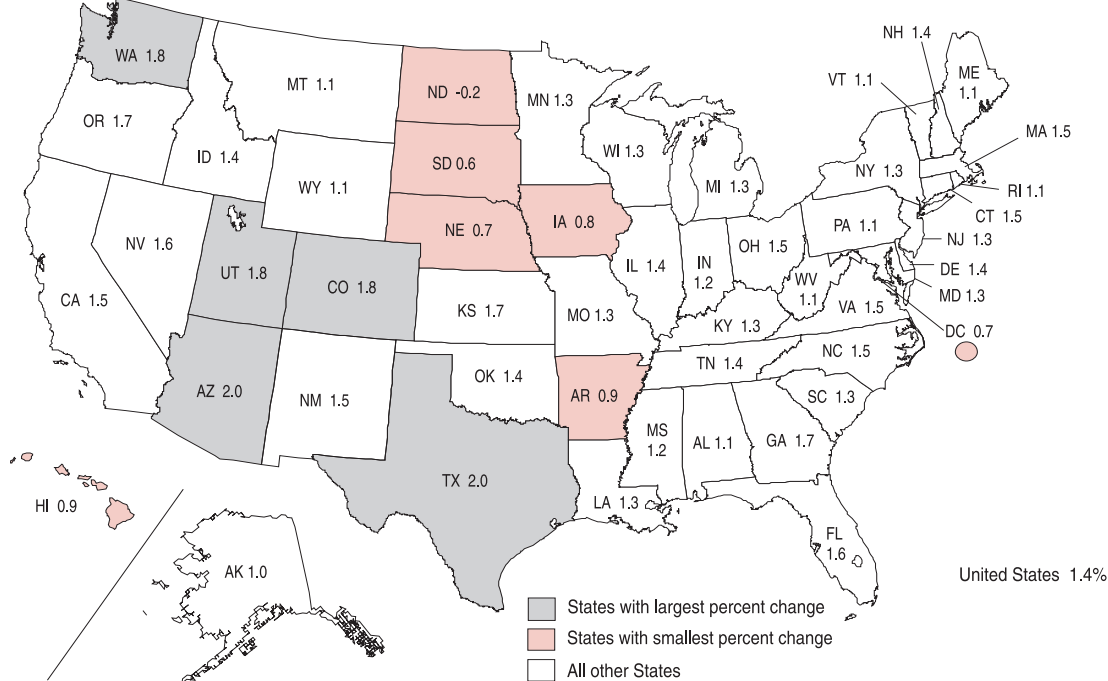 WA 1.8
OR 1.7
ID 1.4
MT 1.1
WY 1.1
ND -0.2
SD 0.6
NE 0.7
MN 1.3
IA 0.8
WI 1.3
MI 1.3
NH 1.4
VT 1.1
ME
1.1
MA 1.5
NY 1.3
RI 1.1
CT 1.5
PA 1.1
NJ 1.3
DE 1.4
MD 1.3
DC 0.7
NV 1.6
CA 1.5
UT 1.8
CO 1.8
KS 1.7
MO 1.3
IL 1.4
IN
1.2
OH 1.5
WV
1.1
VA 1.5
KY 1.3
NC 1.5
TN 1.4
AZ 2.0
NM 1.5
OK 1.4
AR 0.9
SC 1.3
MS
1.2
AL 1.1
GA 1.7
TX 2.0
LA 1.3
FL
1.6
HI 0.9
AK 1.0
United States 1.4%
States with largest percent change
States with smallest percent change
All other States